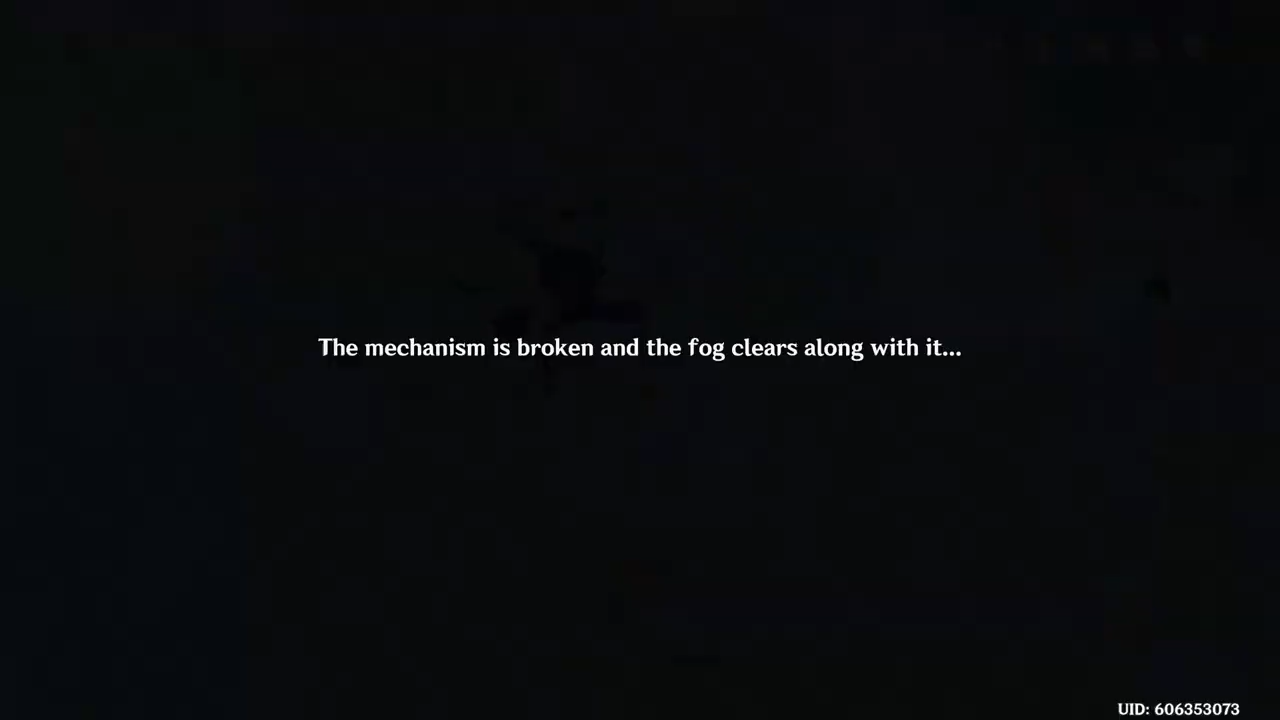 The mechanism is broken and the fog clears along with it...
UID: 606353073